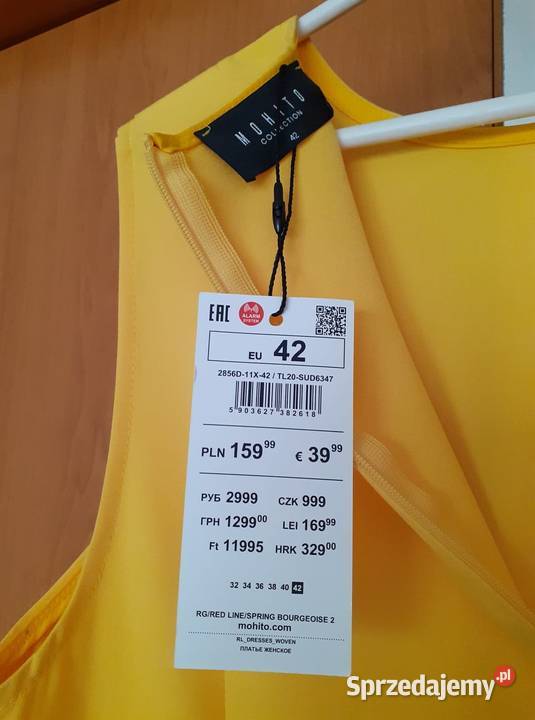 MOHITO
COLLECTION
42
EAC
ALARM
SYSTEM
EU 42
2856D-11X-42 / TL20-SUD6347
5 903627 382618
PLN 159⁹⁹ € 39⁹⁹
РУБ 2999 CZK 999
ГРН 1299⁰⁰ LEI 169⁹⁹
Ft 11995 HRK 329⁰⁰
32 34 36 38 40 42
RG/RED LINE/SPRING BOURGEOISE 2
mohito.com
RL_DRESSES_WOVEN
ПЛАТЬЕ ЖЕНСКОЕ
Sprzedajemy.pl